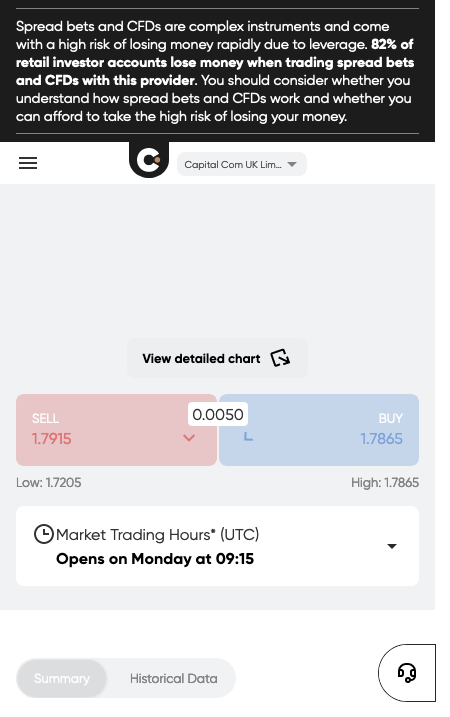 Spread bets and CFDs are complex instruments and come
with a high risk of losing money rapidly due to leverage. 82% of
retail investor accounts lose money when trading spread bets
and CFDs with this provider. You should consider whether you
understand how spread bets and CFDs work and whether you
can afford to take the high risk of losing your money.
Capital Com UK Lim...
View detailed chart
SELL
1.7915
0.0050
BUY
1.7865
Low: 1.7205
High: 1.7865
Market Trading Hours* (UTC)
Opens on Monday at 09:15
Summary
Historical Data